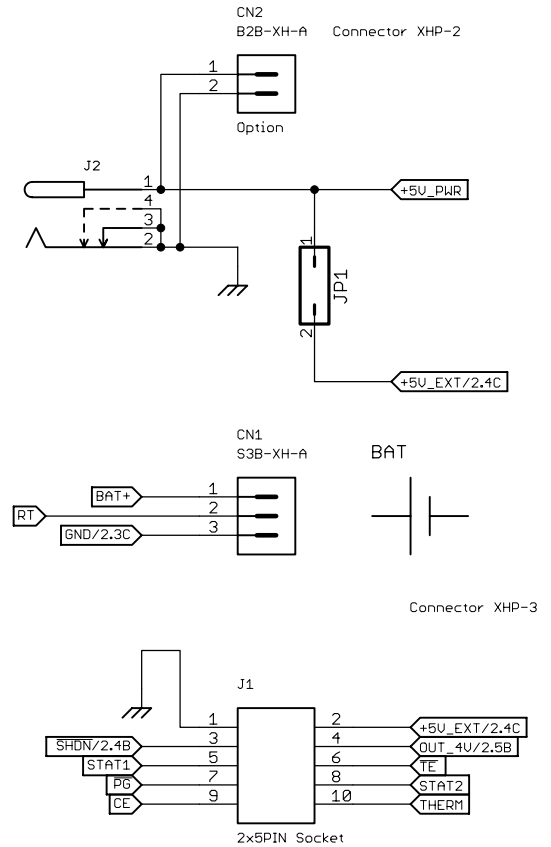 CN2
B2B-XH-A Connector XHP-2
1
2
Option
J2
1
4
3
2
+5V_PWR
1
JP1
2
+5V_EXT/2.4C
CN1
S3B-XH-A
BAT
BAT+ 1
RT 2
GND/2.3C 3
Connector XHP-3
J1
1 2 +5V_EXT/2.4C
SHDN/2.4B 3 4 OUT_4V/2.5B
STAT1 5 6 TE
PG 7 8 STAT2
CE 9 10 THERM
2x5PIN Socket